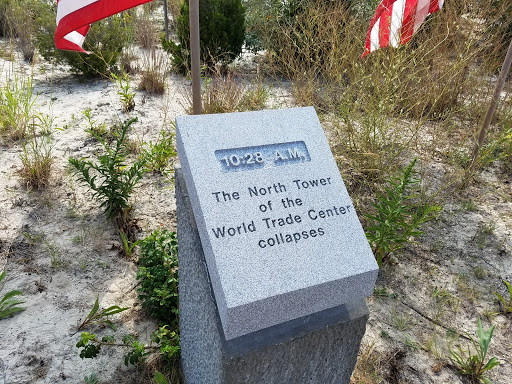 10:28 A.M.
The North Tower
of the
World Trade Center
collapses